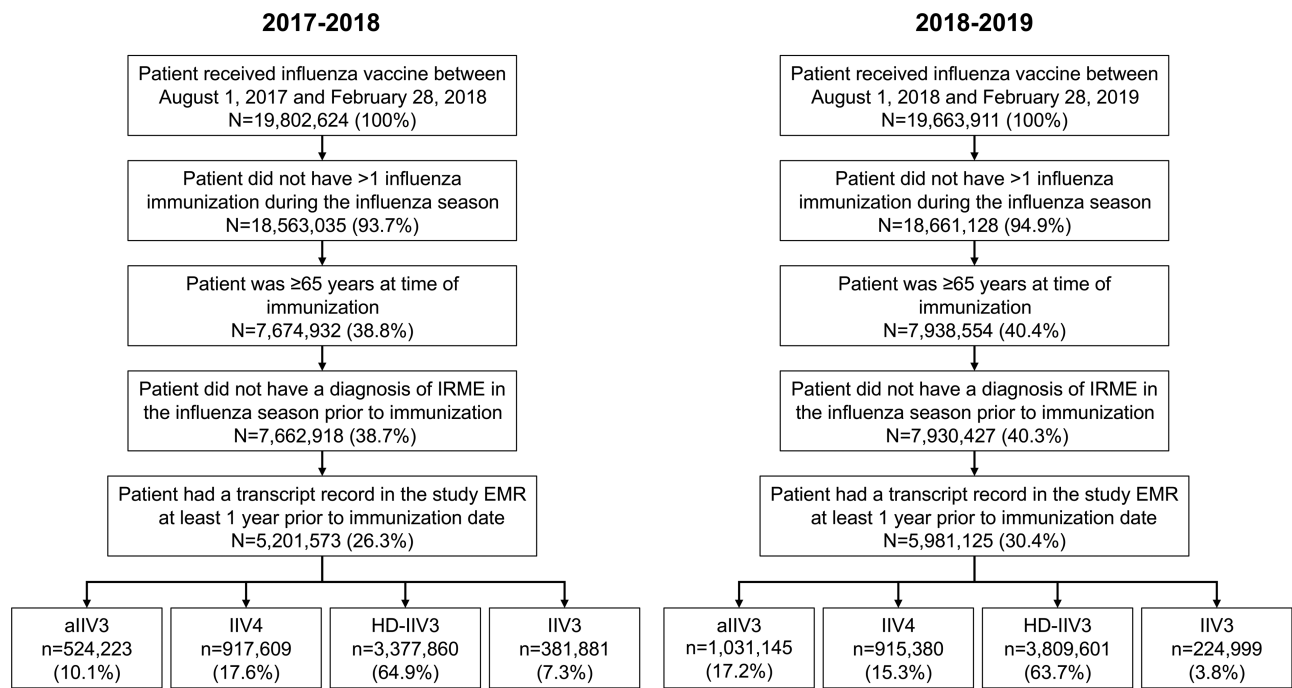 2017-2018
Patient received influenza vaccine between
August 1, 2017 and February 28, 2018
N=19,802,624 (100%)
Patient did not have >1 influenza
immunization during the influenza season
N=18,563,035 (93.7%)
Patient was ≥65 years at time of
immunization
N=7,674,932 (38.8%)
Patient did not have a diagnosis of IRME in
the influenza season prior to immunization
N=7,662,918 (38.7%)
Patient had a transcript record in the study EMR
at least 1 year prior to immunization date
N=5,201,573 (26.3%)
aIIV3
n=524,223
(10.1%)
IIV4
n=917,609
(17.6%)
HD-IIV3
n=3,377,860
(64.9%)
IIV3
n=381,881
(7.3%)
2018-2019
Patient received influenza vaccine between
August 1, 2018 and February 28, 2019
N=19,663,911 (100%)
Patient did not have >1 influenza
immunization during the influenza season
N=18,661,128 (94.9%)
Patient was ≥65 years at time of
immunization
N=7,938,554 (40.4%)
Patient did not have a diagnosis of IRME in
the influenza season prior to immunization
N=7,930,427 (40.3%)
Patient had a transcript record in the study EMR
at least 1 year prior to immunization date
N=5,981,125 (30.4%)
aIIV3
n=1,031,145
(17.2%)
IIV4
n=915,380
(15.3%)
HD-IIV3
n=3,809,601
(63.7%)
IIV3
n=224,999
(3.8%)